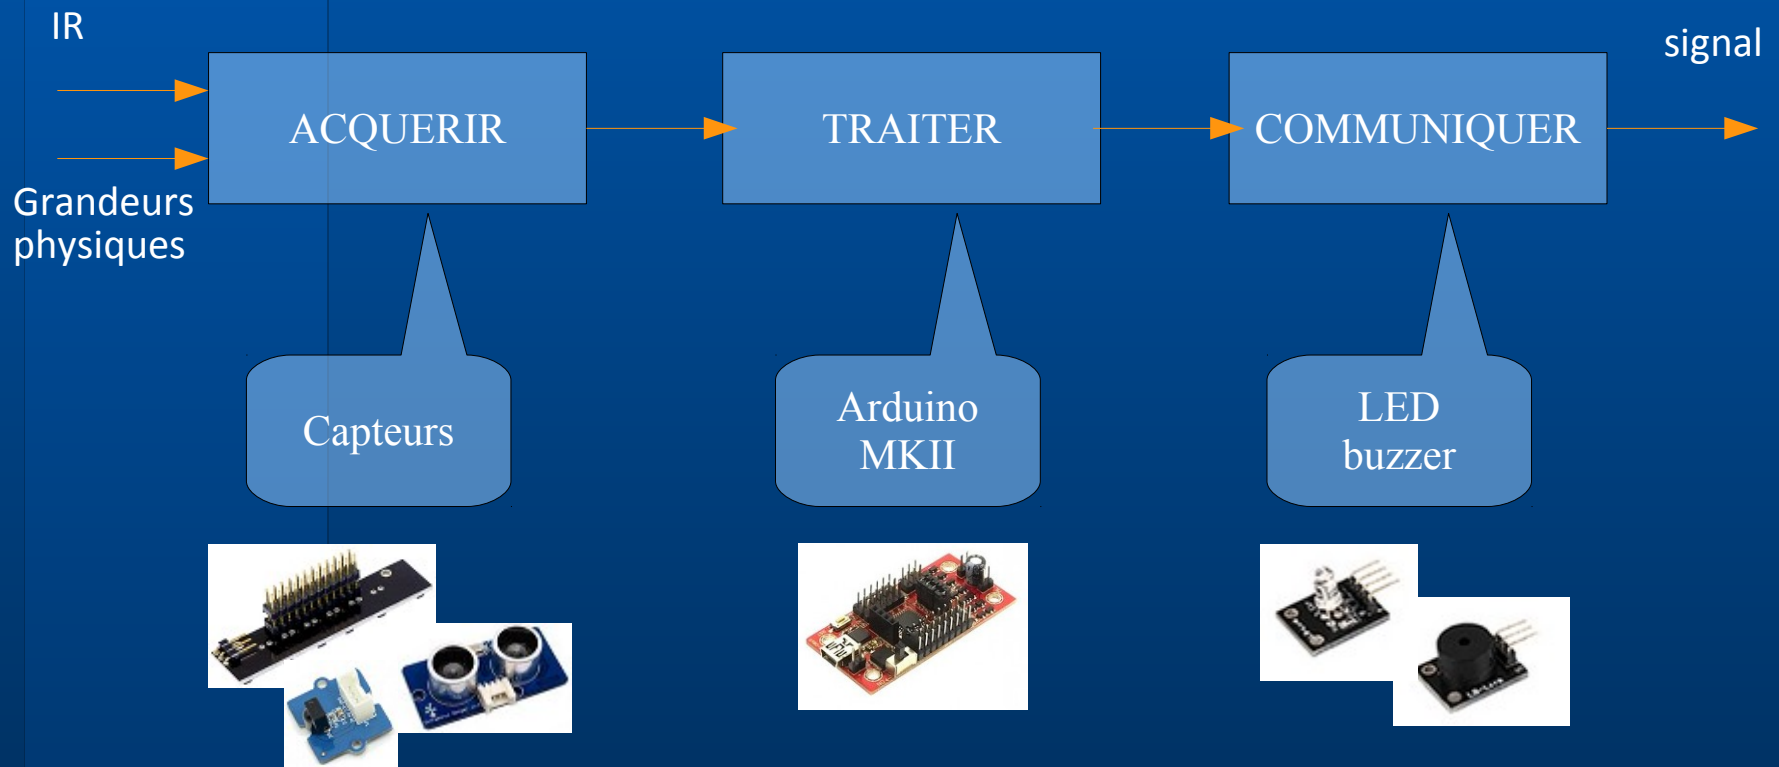 IR
signal
ACQUERIR
TRAITER
COMMUNIQUER
Grandeurs
physiques
Capteurs
Arduino
MKII
LED
buzzer